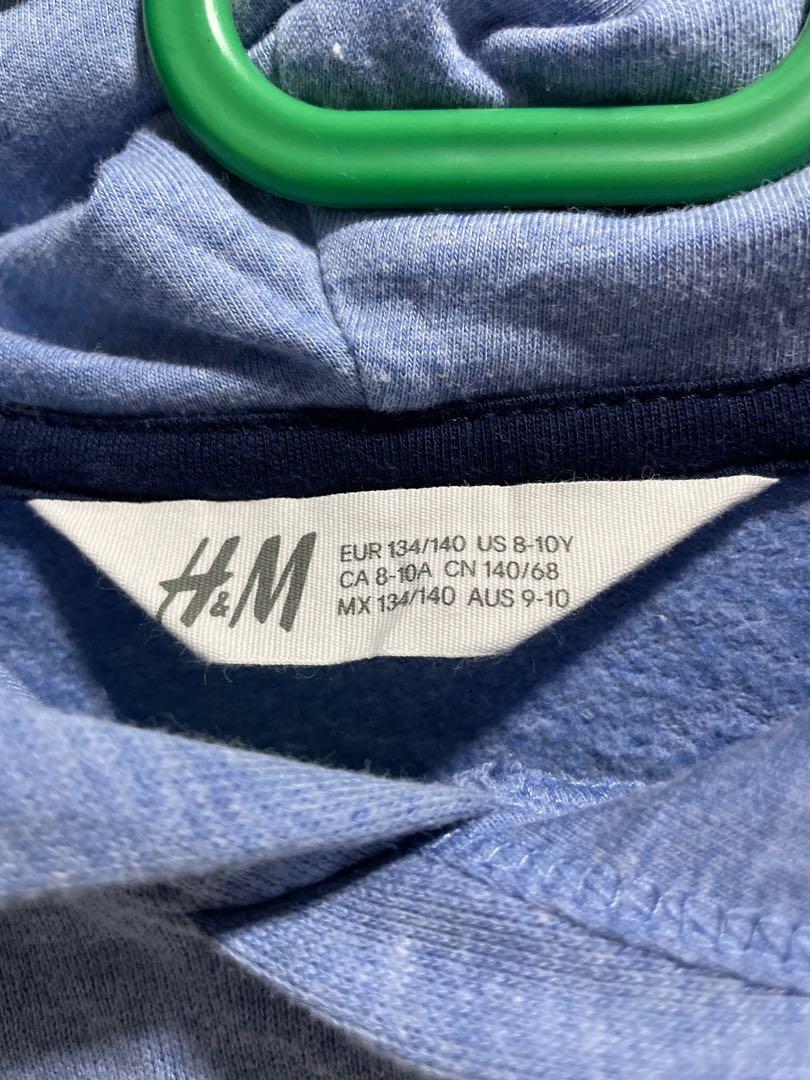 H&M
EUR 134/140 US 8-10Y
CA 8-10A CN 140/68
MX 134/140 AUS 9-10